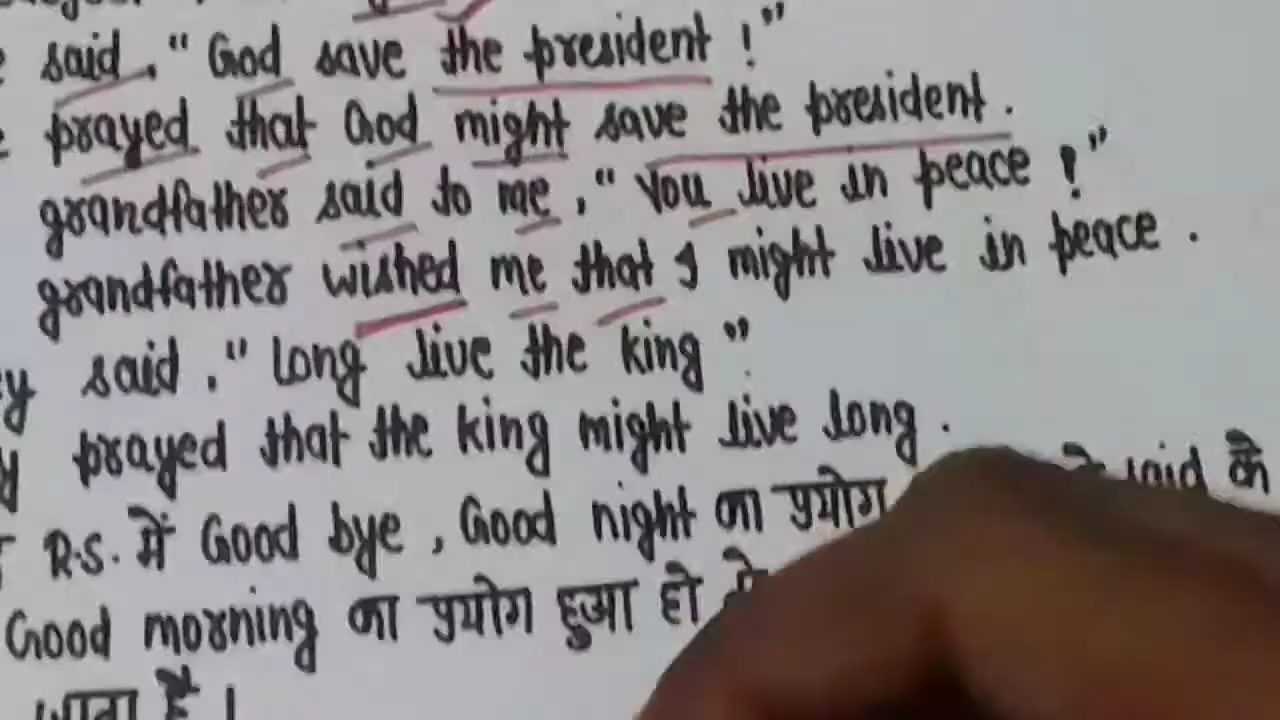 said, "God save the president!"
prayed that God might save the president.
grandfather said to me, "You live in peace!"
grandfather wished me that I might live in peace.
said, "Long live the king"
prayed that the king might live long.
R.S. में Good bye, Good night का प्रयोग said के
Good morning का प्रयोग हुआ हो
जाता है।